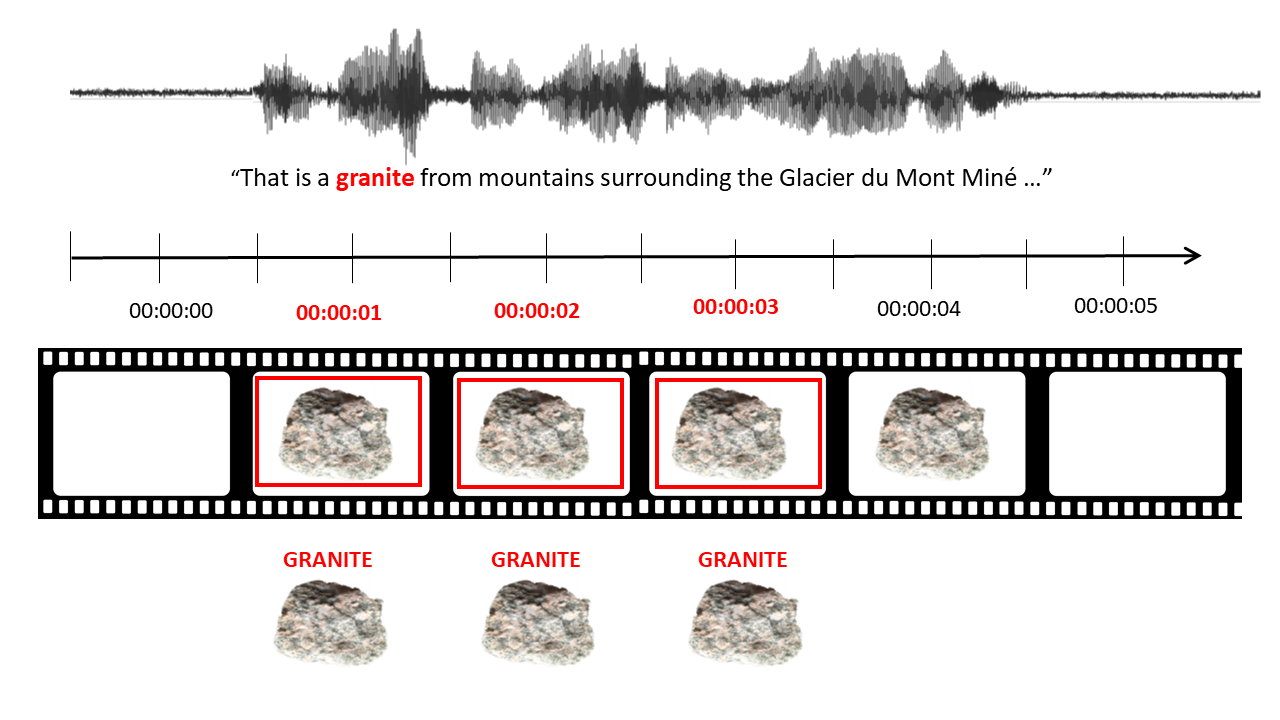 “That is a granite from mountains surrounding the Glacier du Mont Miné …”
00:00:00 00:00:01 00:00:02 00:00:03 00:00:04 00:00:05
GRANITE GRANITE GRANITE